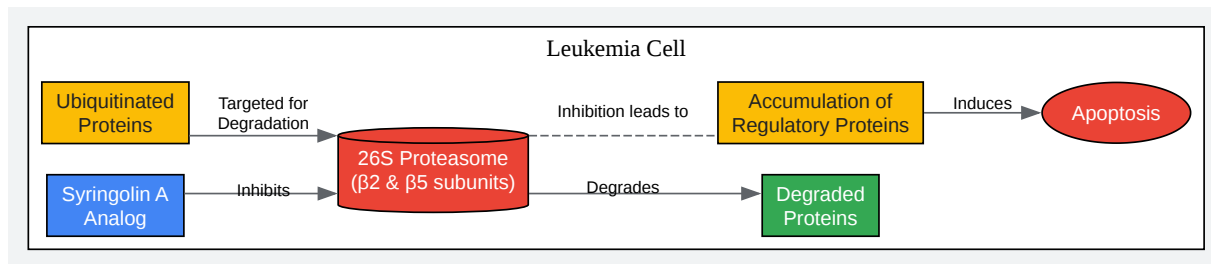 Leukemia Cell
Ubiquitinated
Proteins
Targeted for
Degradation
26S Proteasome
(β2 & β5 subunits)
Inhibition leads to
Accumulation of
Regulatory Proteins
Induces
Apoptosis
Syringolin A
Analog
Inhibits
Degrades
Degraded
Proteins